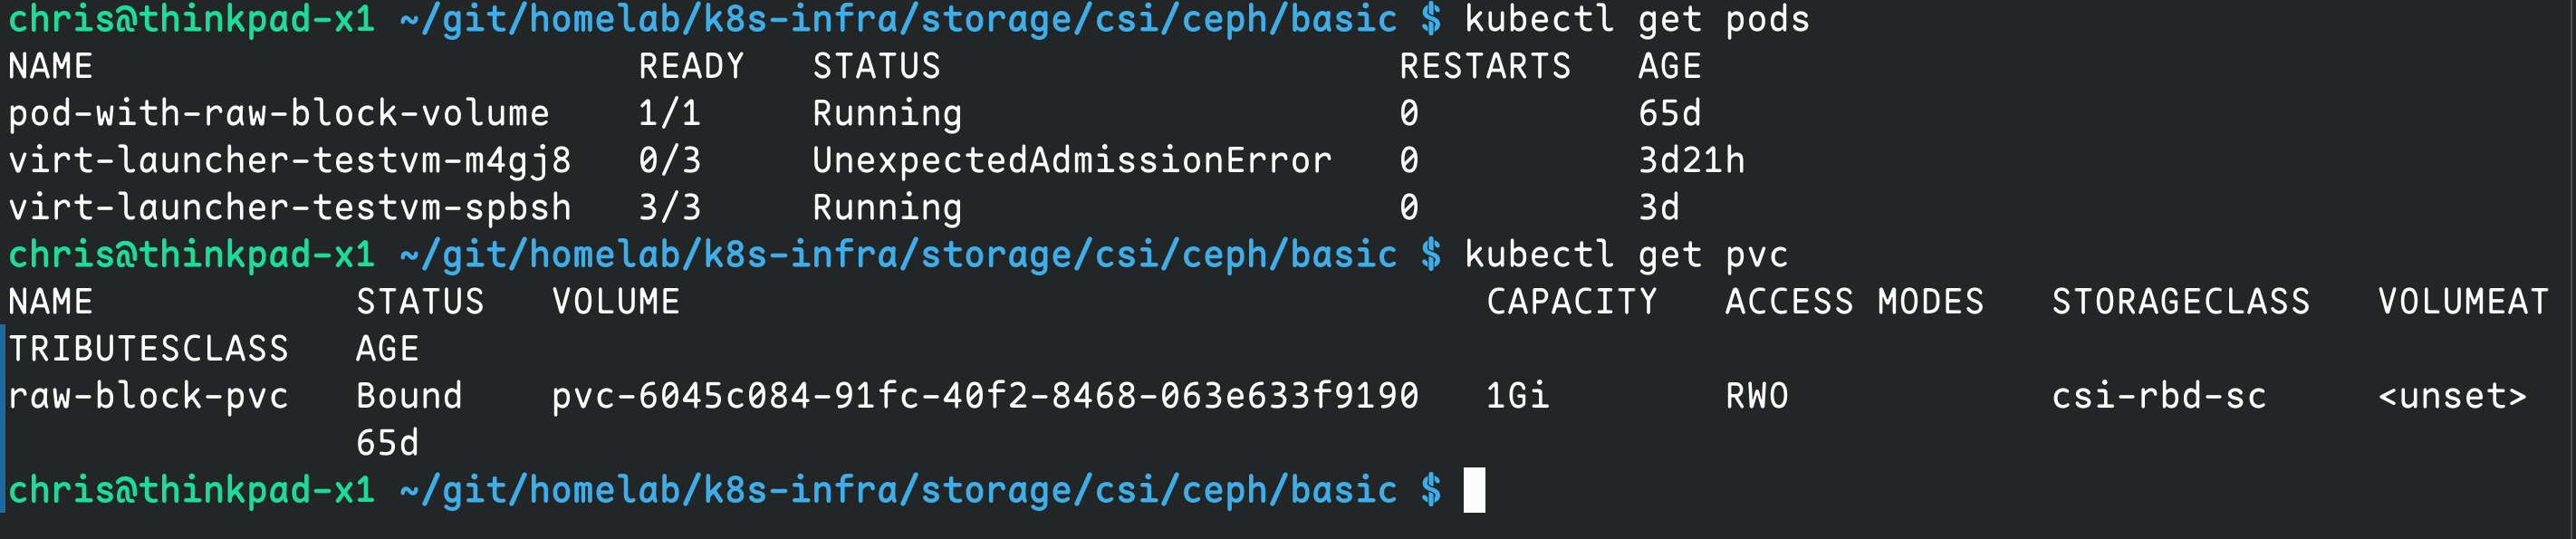 chris@thinkpad-x1 ~/git/homelab/k8s-infra/storage/csi/ceph/basic $ kubectl get pods
NAME                         READY   STATUS                     RESTARTS   AGE
pod-with-raw-block-volume    1/1     Running                    0          65d
virt-launcher-testvm-m4gj8   0/3     UnexpectedAdmissionError   0          3d21h
virt-launcher-testvm-spbsh   3/3     Running                    0          3d
chris@thinkpad-x1 ~/git/homelab/k8s-infra/storage/csi/ceph/basic $ kubectl get pvc
NAME            STATUS   VOLUME                                     CAPACITY   ACCESS MODES   STORAGECLASS   VOLUMEAT
TRIBUTESCLASS   AGE
raw-block-pvc   Bound    pvc-6045c084-91fc-40f2-8468-063e633f9190   1Gi        RWO            csi-rbd-sc     <unset>
                65d
chris@thinkpad-x1 ~/git/homelab/k8s-infra/storage/csi/ceph/basic $